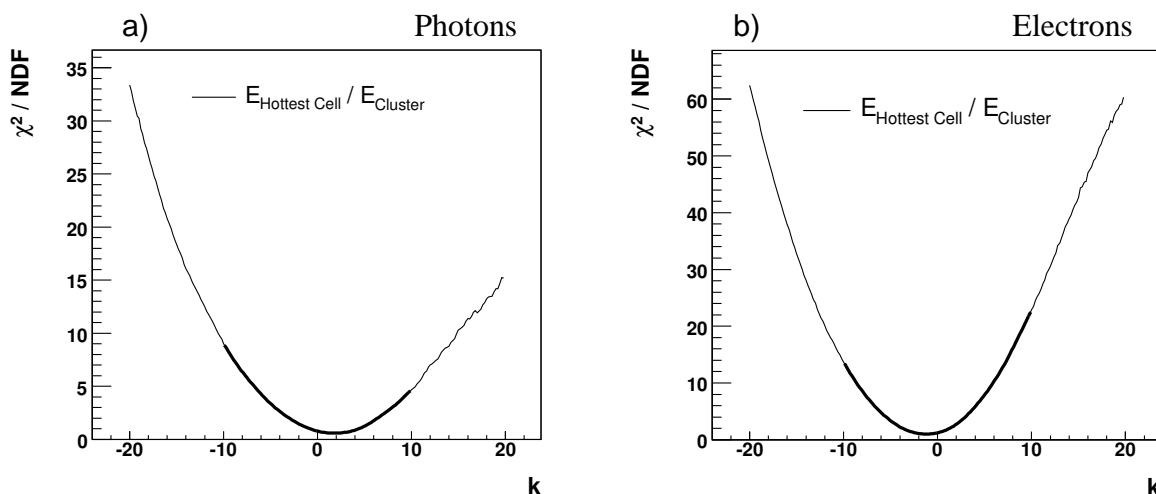 a) Photons
χ² / NDF
E_Hottest Cell / E_Cluster
35
30
25
20
15
10
5
0
-20 -10 0 10 20
k
b) Electrons
χ² / NDF
E_Hottest Cell / E_Cluster
60
50
40
30
20
10
0
-20 -10 0 10 20
k